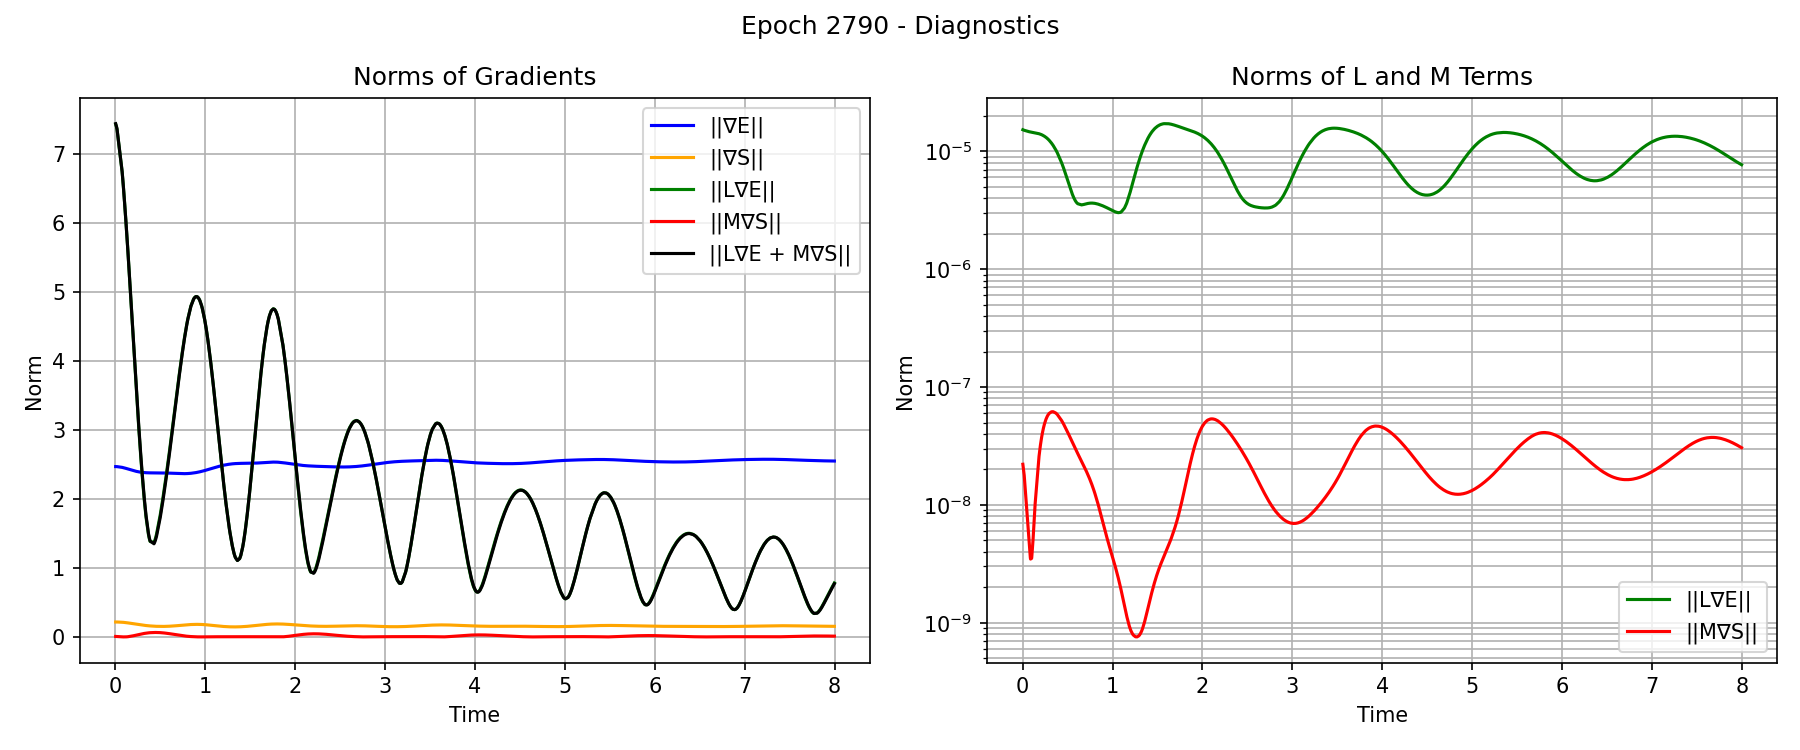 Epoch 2790 - Diagnostics
Norms of Gradients
||∇E||
||∇S||
||L∇E||
||M∇S||
||L∇E + M∇S||
7
6
5
4
3
2
1
0
Norm
0 1 2 3 4 5 6 7 8
Time
Norms of L and M Terms
10⁻⁵
10⁻⁶
10⁻⁷
10⁻⁸
10⁻⁹
Norm
||L∇E||
||M∇S||
0 1 2 3 4 5 6 7 8
Time